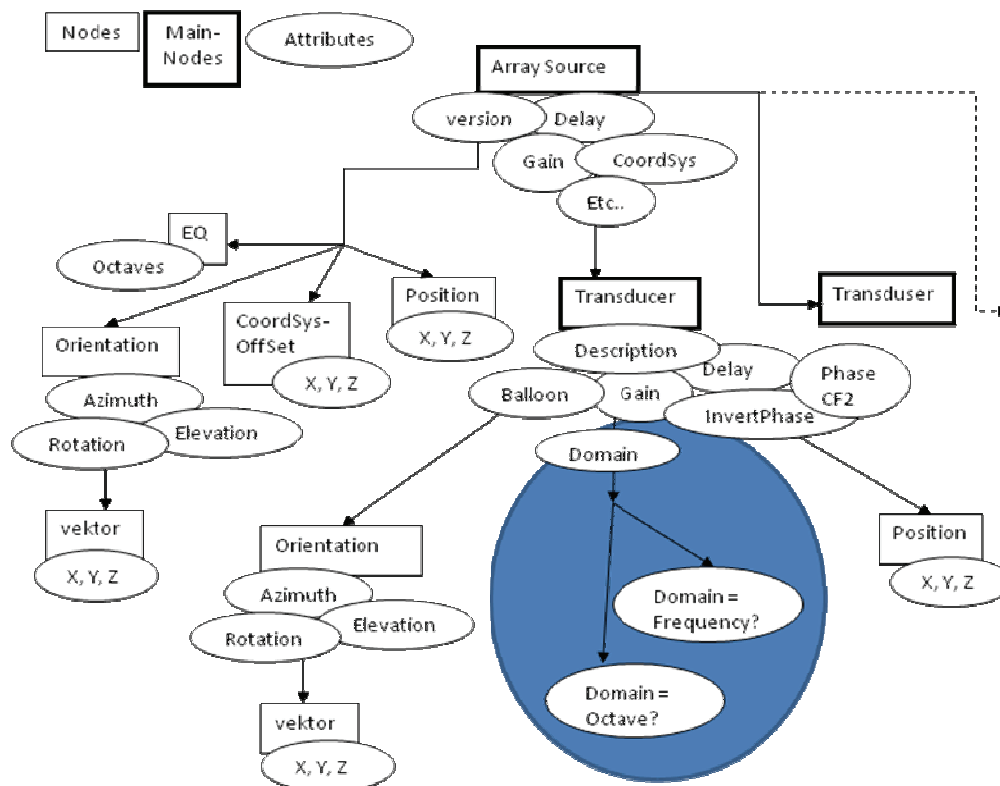 Nodes
Main-
Nodes
Attributes
Array Source
version
Delay
Gain
CoordSys
Etc..
EQ
Octaves
Orientation
Azimuth
Elevation
Rotation
vektor
X, Y, Z
CoordSys-
OffSet
X, Y, Z
Position
X, Y, Z
Transducer
Description
Delay
Phase
CF2
Balloon
Gain
InvertPhase
Domain
Transduser
Orientation
Azimuth
Elevation
Rotation
vektor
X, Y, Z
Domain =
Frequency?
Domain =
Octave?
Position
X, Y, Z